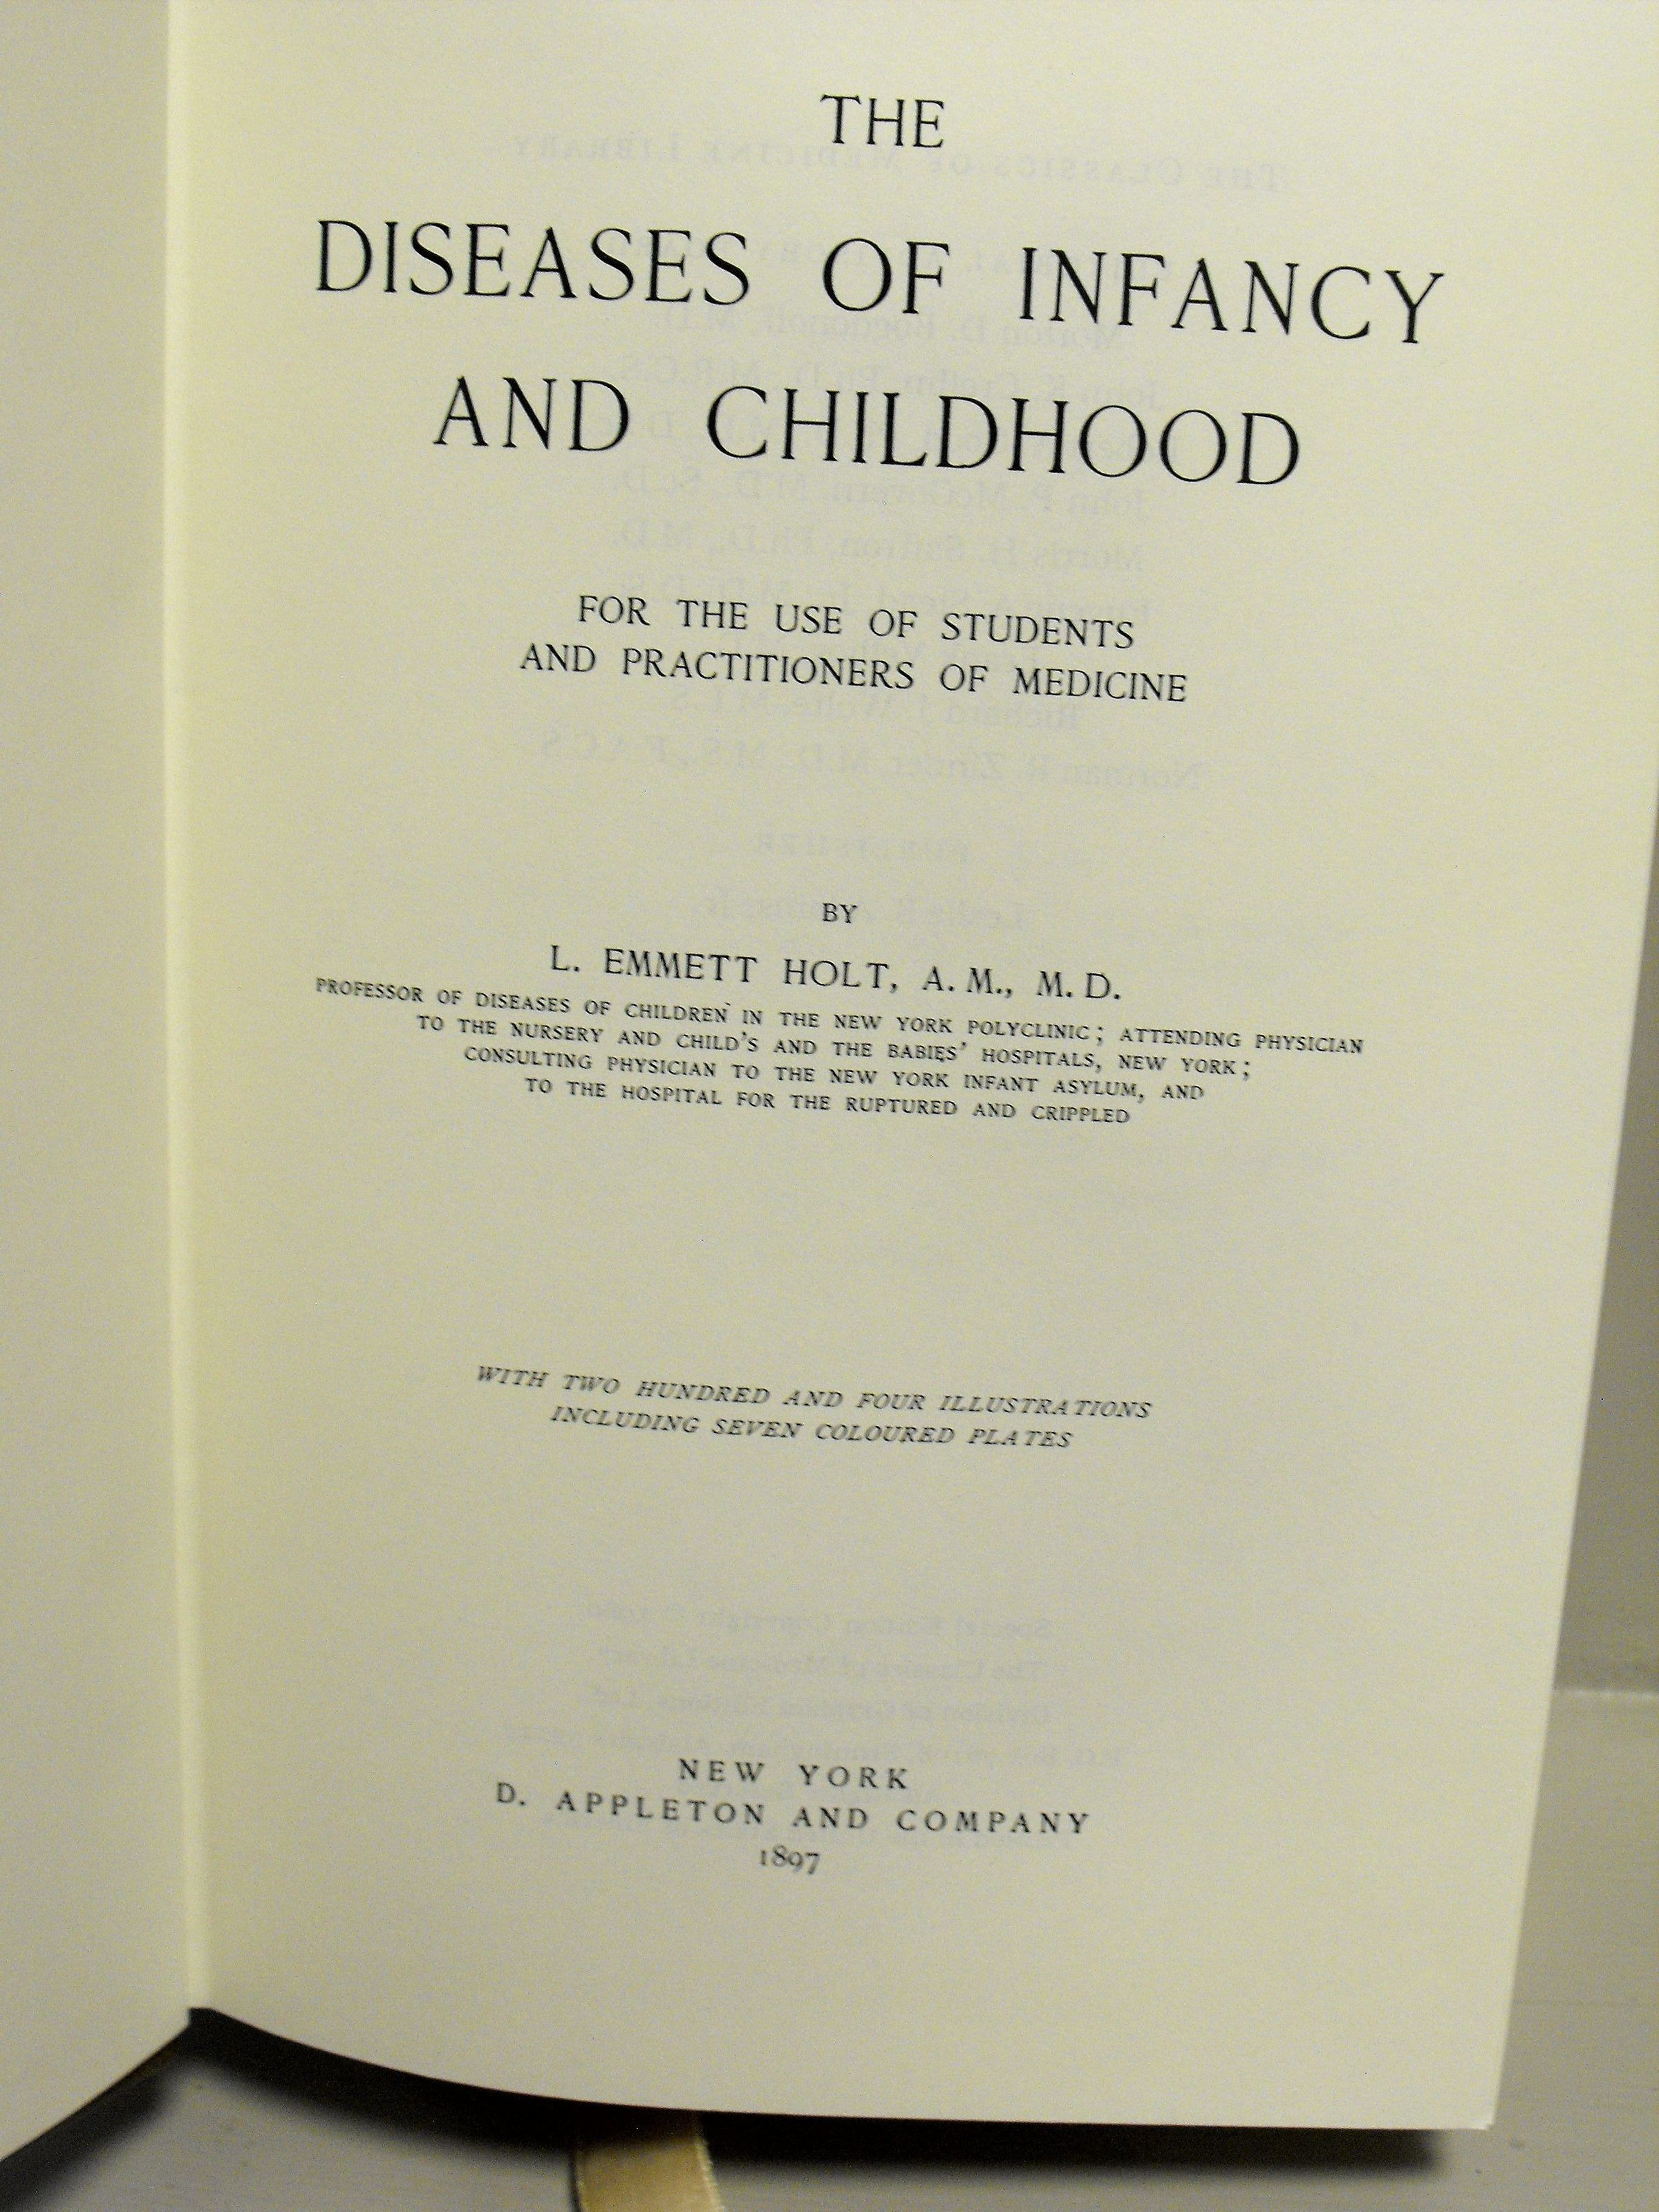 THE
DISEASES OF INFANCY
AND CHILDHOOD
FOR THE USE OF STUDENTS
AND PRACTITIONERS OF MEDICINE
BY
L. EMMETT HOLT, A. M., M. D.
PROFESSOR OF DISEASES OF CHILDREN IN THE NEW YORK POLYCLINIC; ATTENDING PHYSICIAN
TO THE NURSERY AND CHILD'S AND THE BABIES' HOSPITALS, NEW YORK;
CONSULTING PHYSICIAN TO THE NEW YORK INFANT ASYLUM, AND
TO THE HOSPITAL FOR THE RUPTURED AND CRIPPLED
WITH TWO HUNDRED AND FOUR ILLUSTRATIONS
INCLUDING SEVEN COLOURED PLATES
NEW YORK
D. APPLETON AND COMPANY
1897